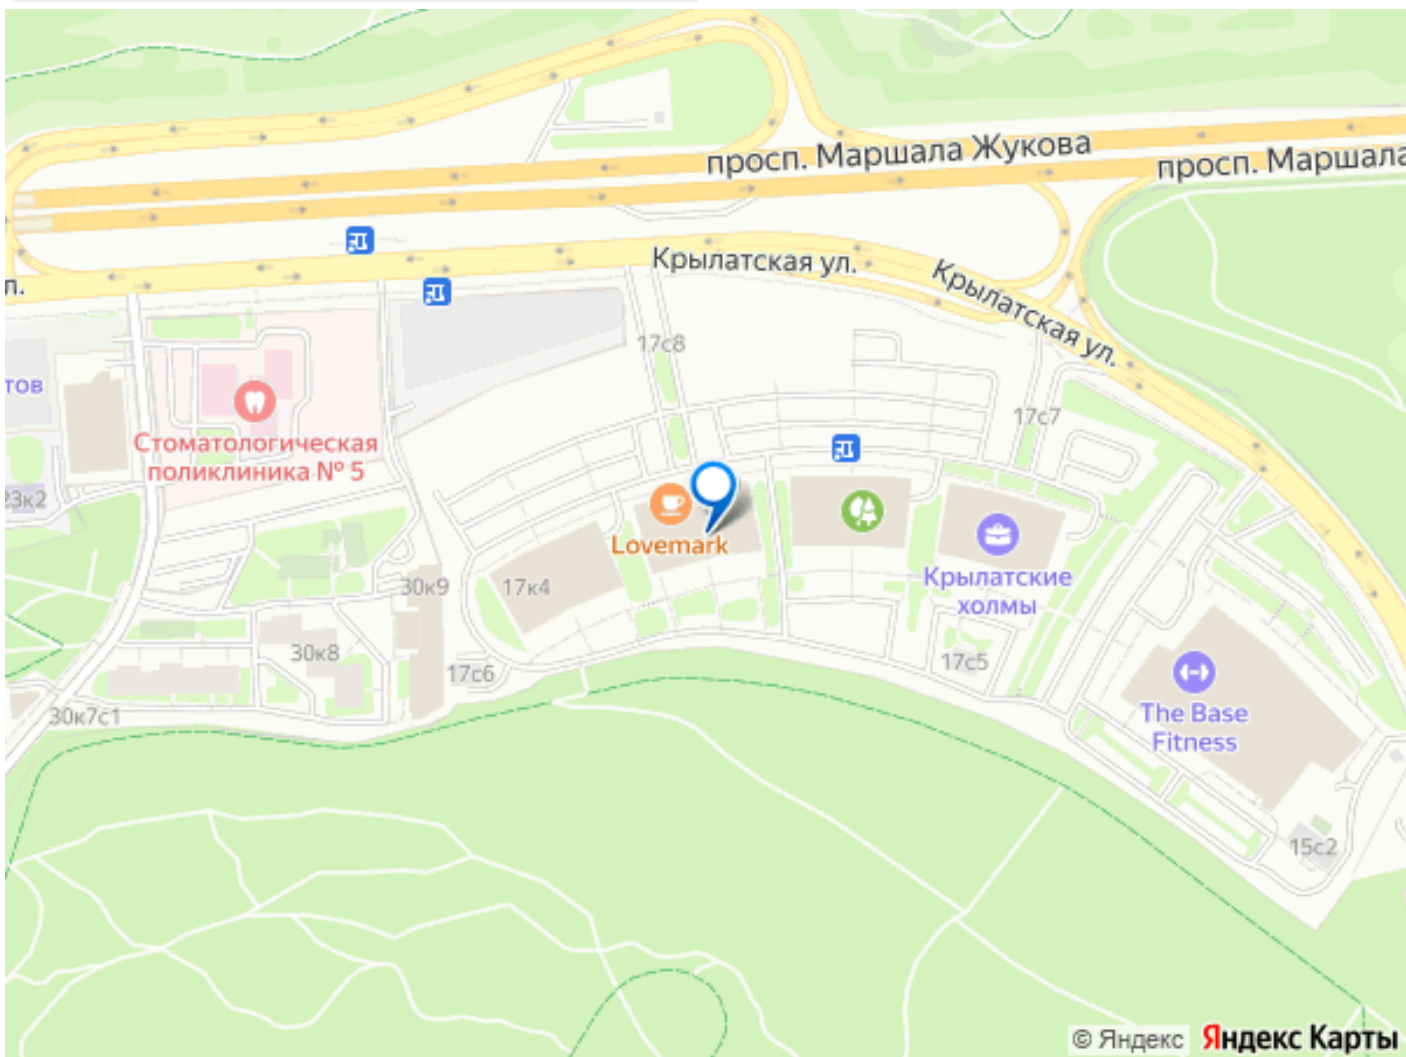 просп. Маршала Жукова
просп. Маршала
Крылатская ул.
Крылатская ул.
л.
17с8
17с7
тов
Стоматологическая
поликлиника № 5
23к2
Lovemark
Крылатские
холмы
30к9
17к4
30к8
17с6
17с5
30к7с1
The Base
Fitness
15с2
© Яндекс Яндекс Карты